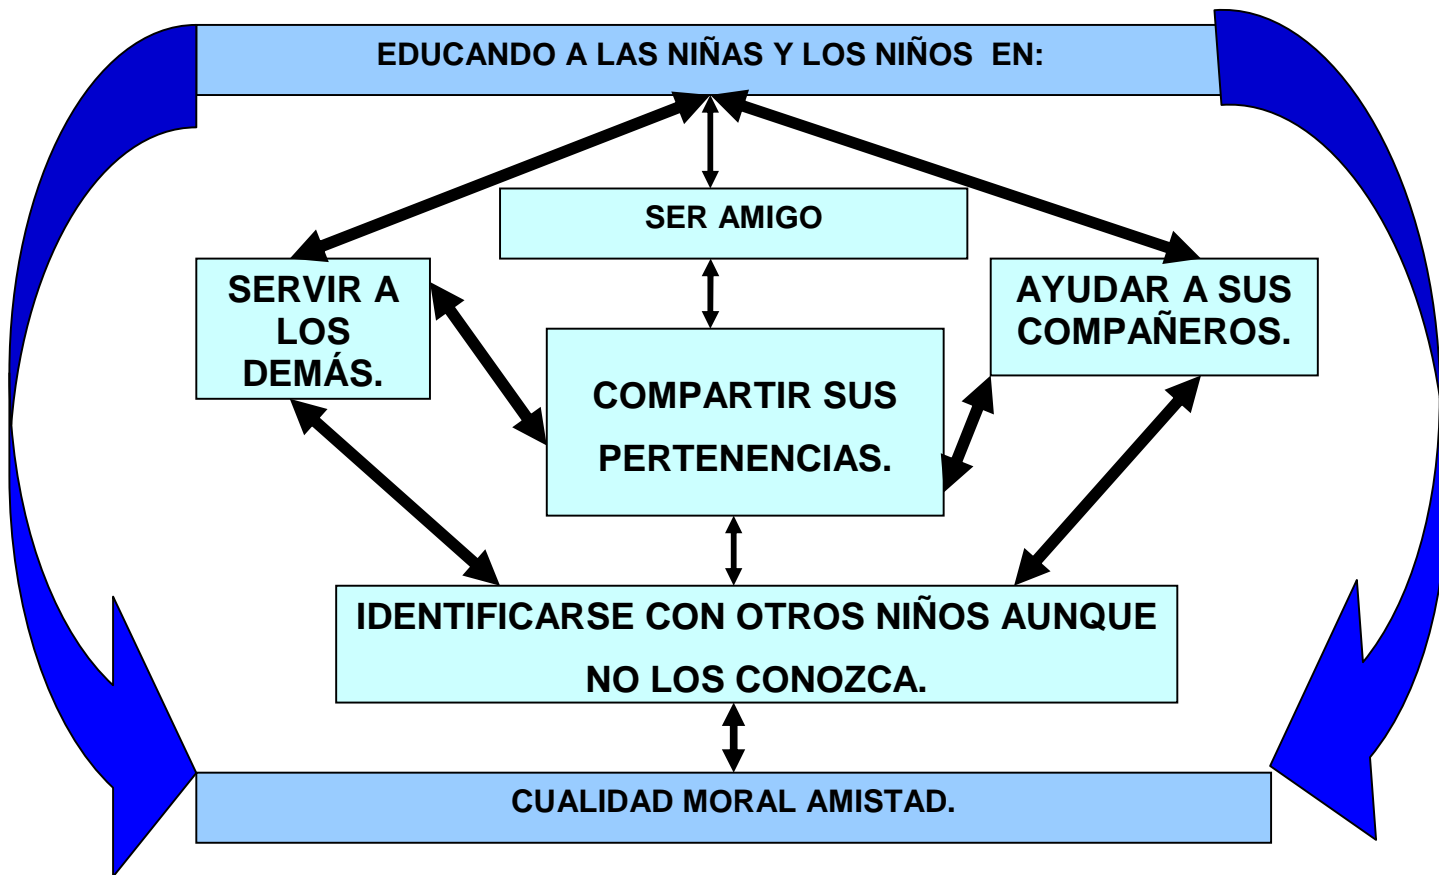 EDUCANDO A LAS NIÑAS Y LOS NIÑOS EN:
SER AMIGO
SERVIR A
LOS
DEMÁS.
AYUDAR A SUS
COMPAÑEROS.
COMPARTIR SUS
PERTENENCIAS.
IDENTIFICARSE CON OTROS NIÑOS AUNQUE
NO LOS CONOZCA.
CUALIDAD MORAL AMISTAD.